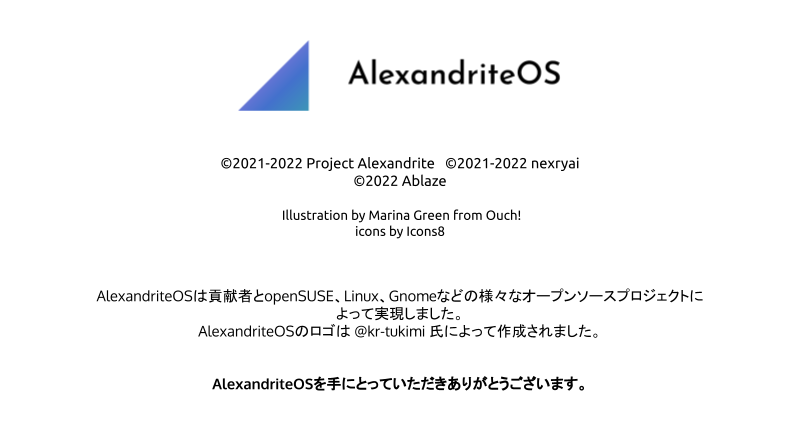 AlexandriteOS
©2021-2022 Project Alexandrite ©2021-2022 nexryai
©2022 Ablaze
Illustration by Marina Green from Ouch!
icons by Icons8
AlexandriteOSは貢献者とopenSUSE、Linux、Gnomeなどの様々なオープンソースプロジェクトに
よって実現しました。
AlexandriteOSのロゴは @kr-tukimi 氏によって作成されました。
AlexandriteOSを手にとっていただきありがとうございます。